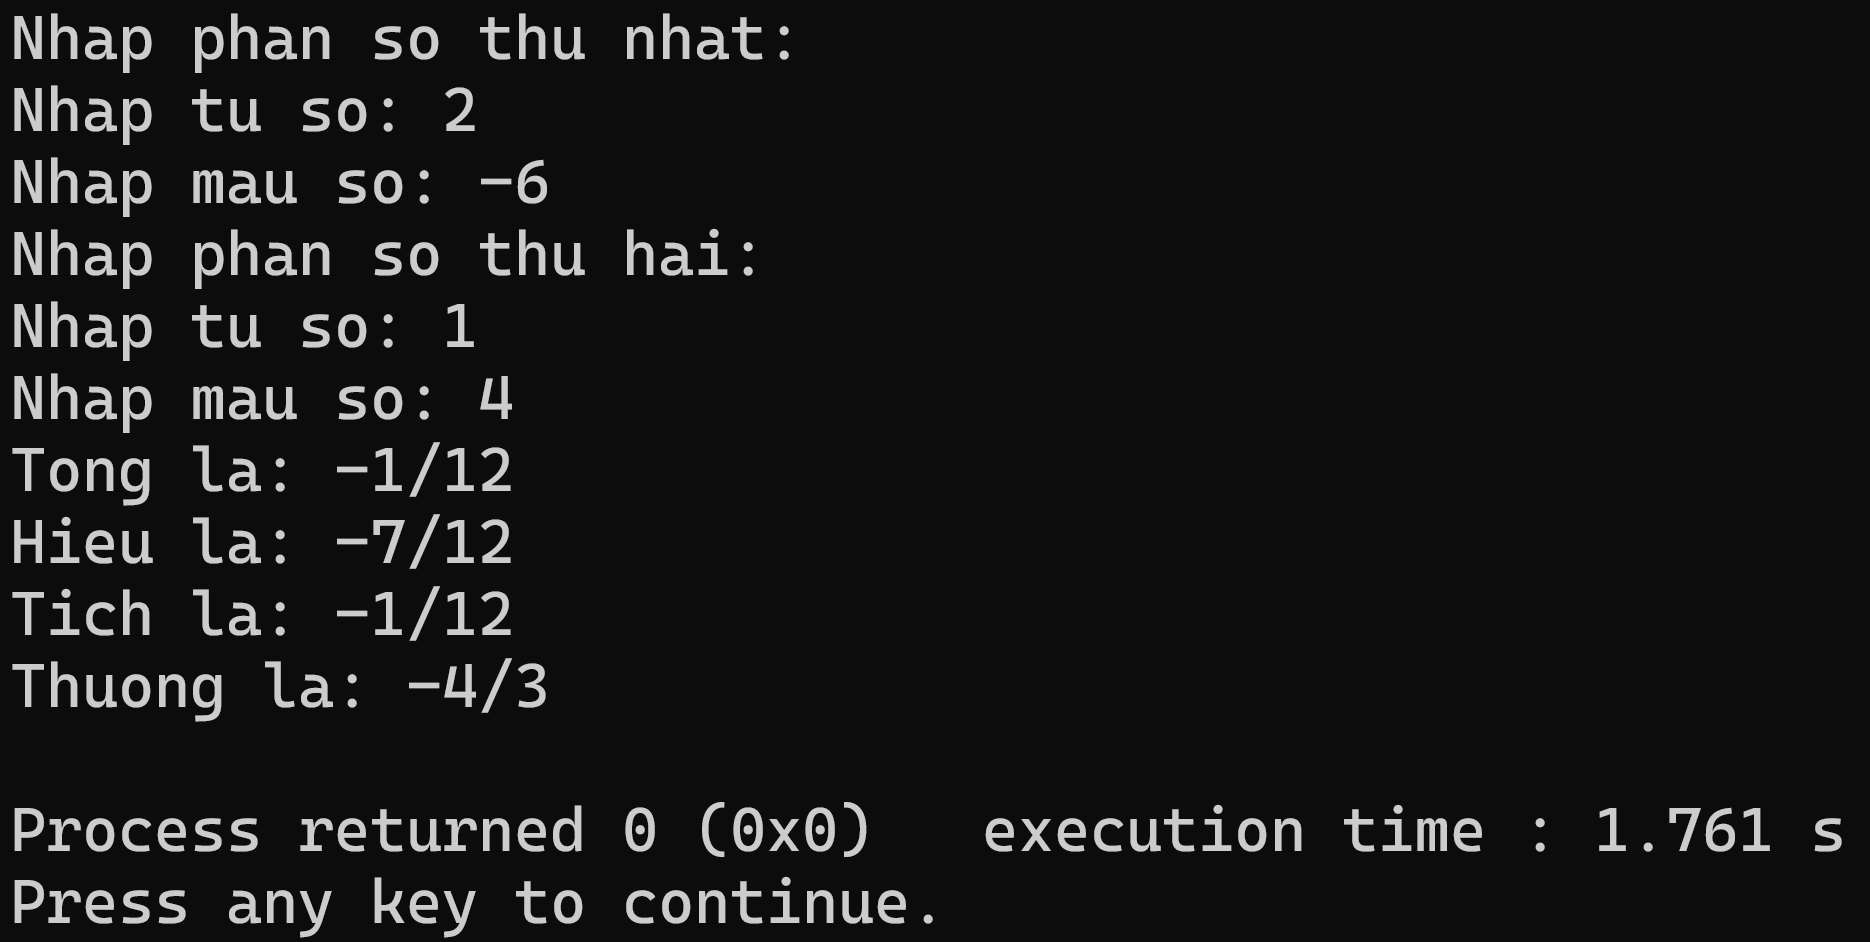 Nhap phan so thu nhat:
Nhap tu so: 2
Nhap mau so: -6
Nhap phan so thu hai:
Nhap tu so: 1
Nhap mau so: 4
Tong la: -1/12
Hieu la: -7/12
Tich la: -1/12
Thuong la: -4/3
Process returned 0 (0x0)   execution time : 1.761 s
Press any key to continue.